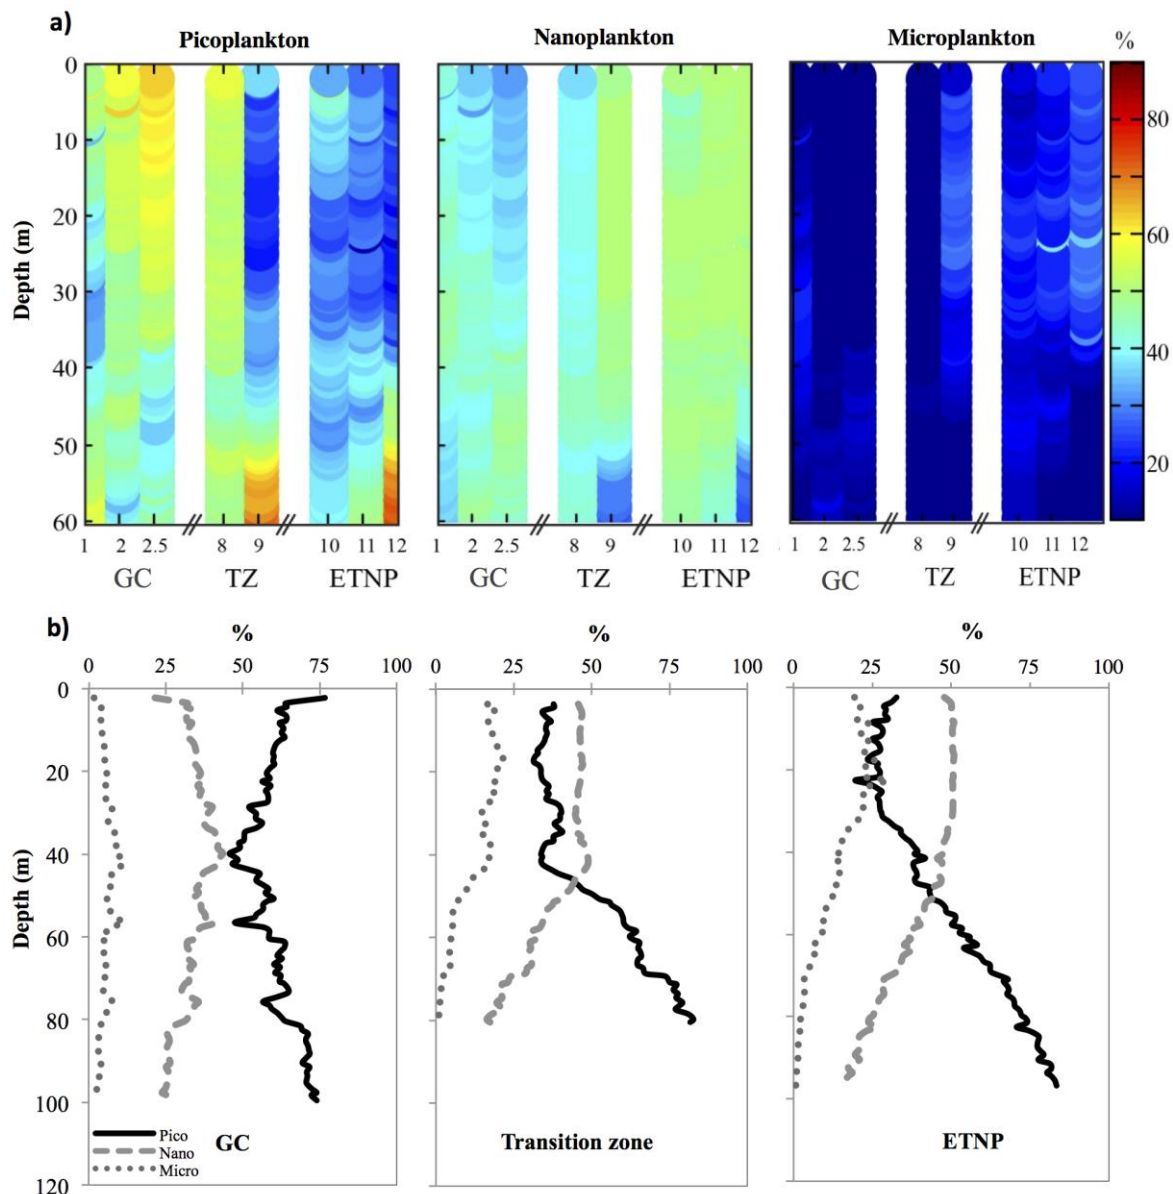 a)
Picoplankton Nanoplankton Microplankton %
0
10
20
30
40
50
60
Depth (m)
80
60
40
20
1 2 2.5 // 8 9 // 10 11 12
GC TZ ETNP
1 2 2.5 // 8 9 // 10 11 12
GC TZ ETNP
1 2 2.5 // 8 9 // 10 11 12
GC TZ ETNP
b)
% % %
0 25 50 75 100
0 25 50 75 100
0 25 50 75 100
0
20
40
60
80
100
120
Depth (m)
Pico
Nano
Micro
GC
Transition zone
ETNP